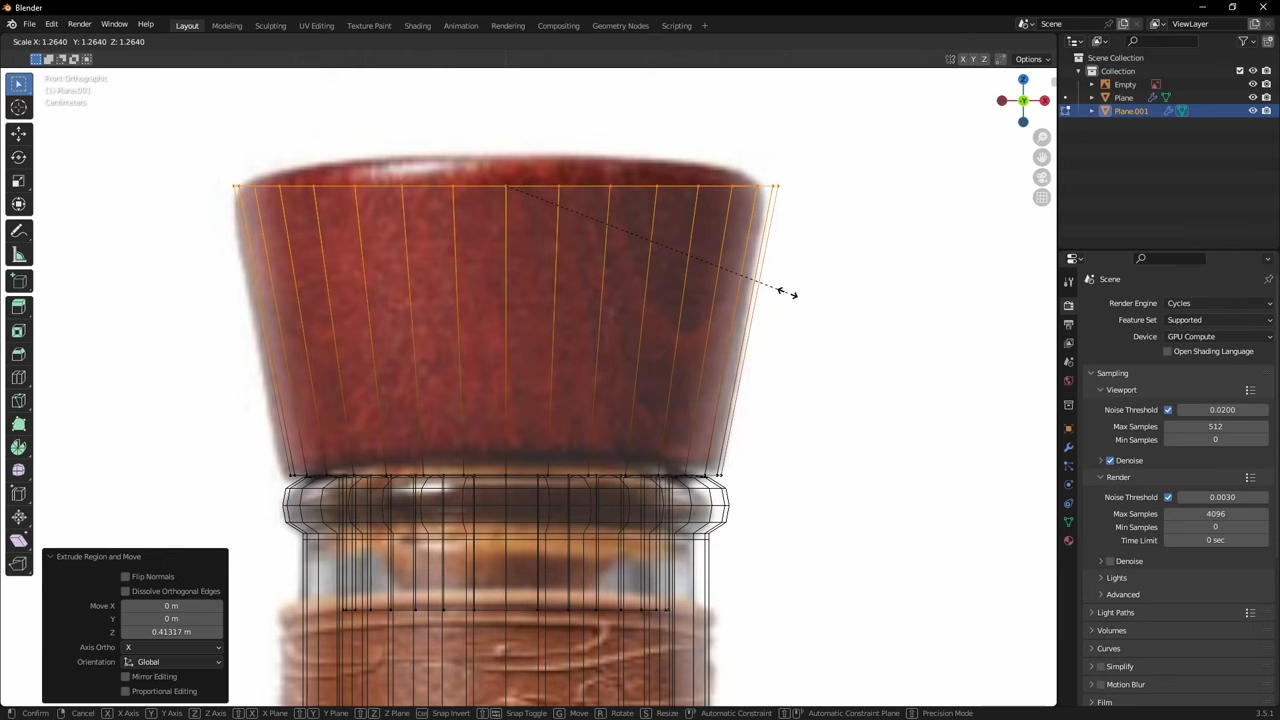 Blender
File Edit Render Window Help Layout Modeling Sculpting UV Editing Texture Paint Shading Animation Rendering Compositing Geometry Nodes Scripting + Scene ViewLayer
Scale X: 1.2640 Y: 1.2640 Z: 1.2640
X Y Z Options
Front Orthographic
(1) Plane.001
Centimeters
Z
Y
X
Scene Collection
Collection
Empty
Plane
Plane.001
Scene
Render Engine Cycles
Feature Set Supported
Device GPU Compute
Open Shading Language
Sampling
Viewport
Noise Threshold 0.0200
Max Samples 512
Min Samples 0
Denoise
Render
Noise Threshold 0.0030
Max Samples 4096
Min Samples 0
Time Limit 0 sec
Denoise
Lights
Advanced
Light Paths
Volumes
Curves
Simplify
Motion Blur
Film
Extrude Region and Move
Flip Normals
Dissolve Orthogonal Edges
Move X 0 m
Y 0 m
Z 0.41317 m
Axis Ortho X
Orientation Global
Mirror Editing
Proportional Editing
Confirm Cancel X X Axis Y Y Axis Z Z Axis X X Plane Y Y Plane Z Z Plane Ctrl Snap Invert Snap Toggle G Move R Rotate S Resize Automatic Constraint Automatic Constraint Plane Precision Mode 3.5.1